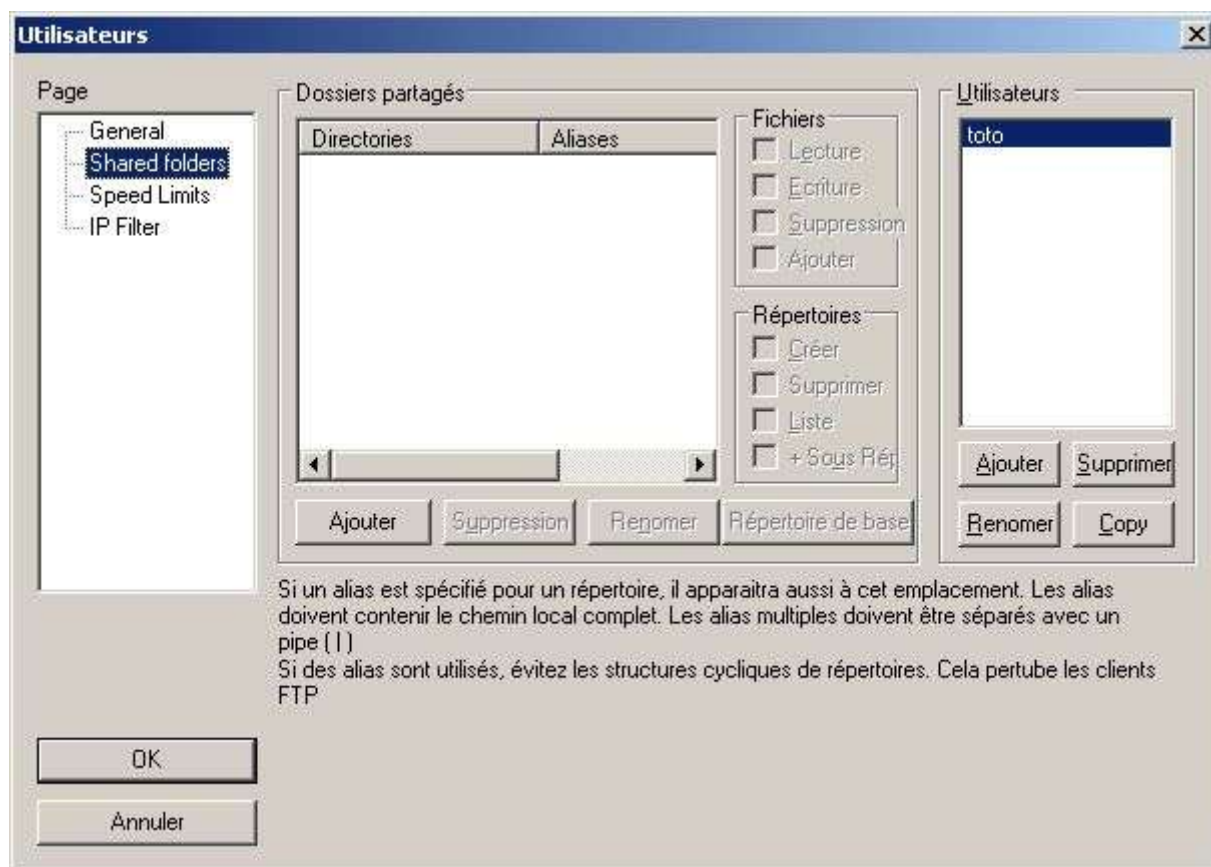 Utilisateurs
Page
General
Shared folders
Speed Limits
IP Filter
Dossiers partagés
Directories
Aliases
Fichiers
Lecture
Ecriture
Suppression
Ajouter
Répertoires
Créer
Supprimer
Liste
+ Sous Rép
Ajouter
Suppression
Renomer
Répertoire de base
Utilisateurs
toto
Ajouter
Supprimer
Renomer
Copy
Si un alias est spécifié pour un répertoire, il apparaitra aussi à cet emplacement. Les alias
doivent contenir le chemin local complet. Les alias multiples doivent être séparés avec un
pipe ( | )
Si des alias sont utilisés, évitez les structures cycliques de répertoires. Cela pertube les clients
FTP
OK
Annuler